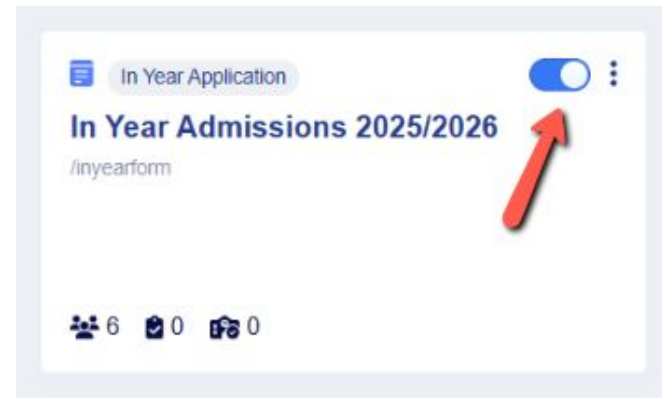 In Year Application
In Year Admissions 2025/2026
/inyearform
6 0 0